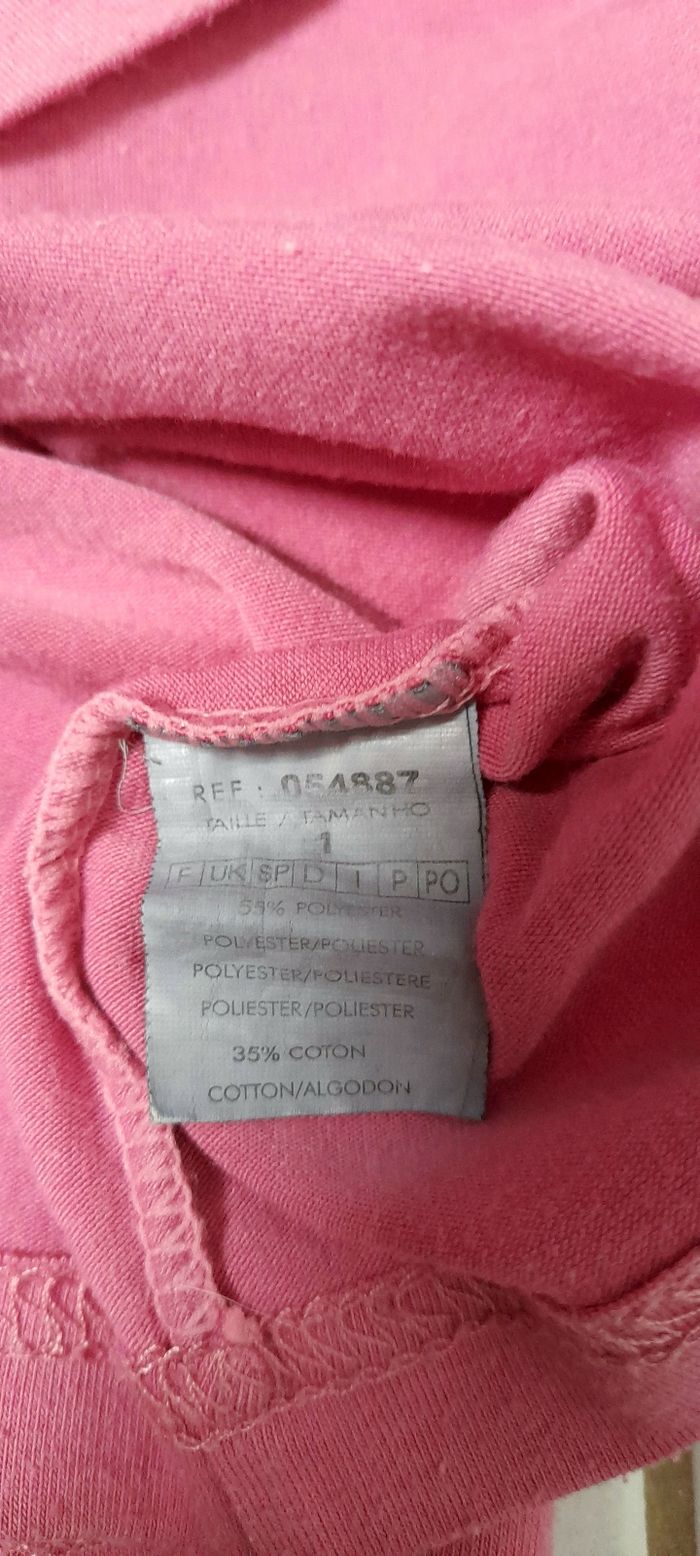 REF : 054887
TAILLE / TAMANHO
1
F UK SP D I P PO
55% POLYESTER
POLYESTER/POLIESTER
POLYESTER/POLIESTERE
POLIESTER/POLIESTER
35% COTON
COTTON/ALGODON